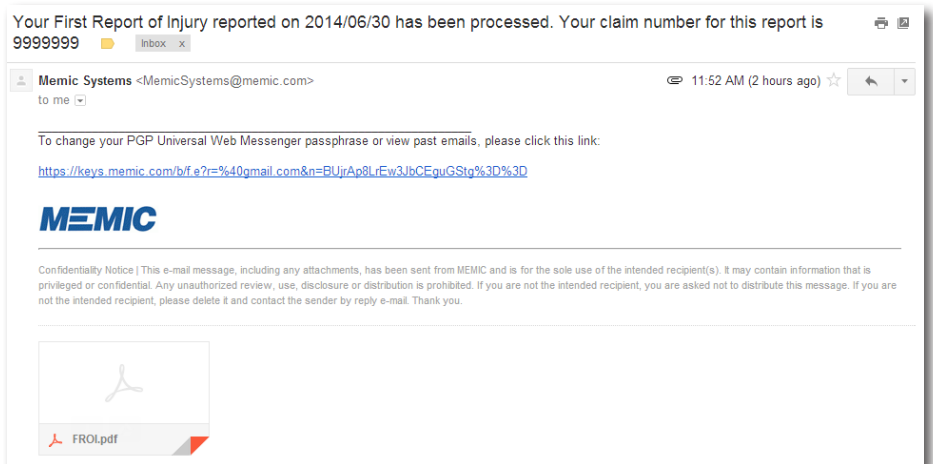 Your First Report of Injury reported on 2014/06/30 has been processed. Your claim number for this report is
9999999 Inbox x
Memic Systems <MemicSystems@memic.com> 11:52 AM (2 hours ago)
to me
To change your PGP Universal Web Messenger passphrase or view past emails, please click this link:
https://keys.memic.com/b/f.e?r=%40gmail.com&n=BUjrAp8LrEw3JbCEguGStg%3D%3D
MEMIC
Confidentiality Notice | This e-mail message, including any attachments, has been sent from MEMIC and is for the sole use of the intended recipient(s). It may contain information that is
privileged or confidential. Any unauthorized review, use, disclosure or distribution is prohibited. If you are not the intended recipient, you are asked not to distribute this message. If you are
not the intended recipient, please delete it and contact the sender by reply e-mail. Thank you.
FROI.pdf